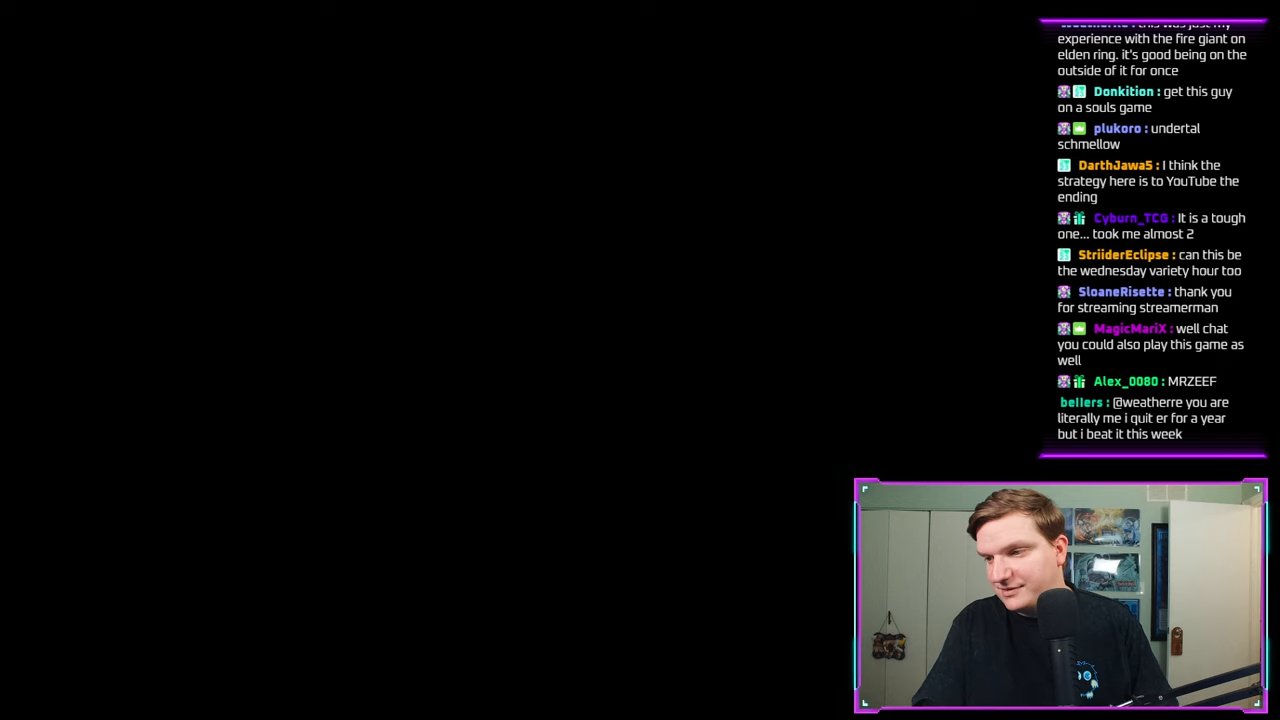 experience with the fire giant on
elden ring. it's good being on the
outside of it for once
Donkition : get this guy
on a souls game
plukoro : undertal
schmellow
DarthJawa5 : I think the
strategy here is to YouTube the
ending
Cyburn_TCG : It is a tough
one... took me almost 2
StriiderEclipse : can this be
the wednesday variety hour too
SloaneRisette : thank you
for streaming streamerman
MagicMariX : well chat
you could also play this game as
well
Alex_0080 : MRZEEF
bellers : @weatherre you are
literally me i quit er for a year
but i beat it this week